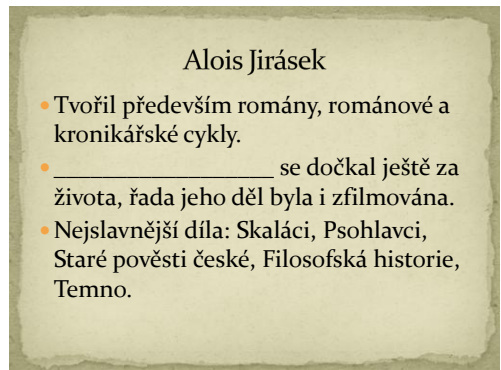 Alois Jirásek
• Tvořil především romány, románové a
kronikářské cykly.
• ____________________ se dočkal ještě za
života, řada jeho děl byla i zfilmována.
• Nejslavnější díla: Skaláci, Psohlavci,
Staré pověsti české, Filosofská historie,
Temno.